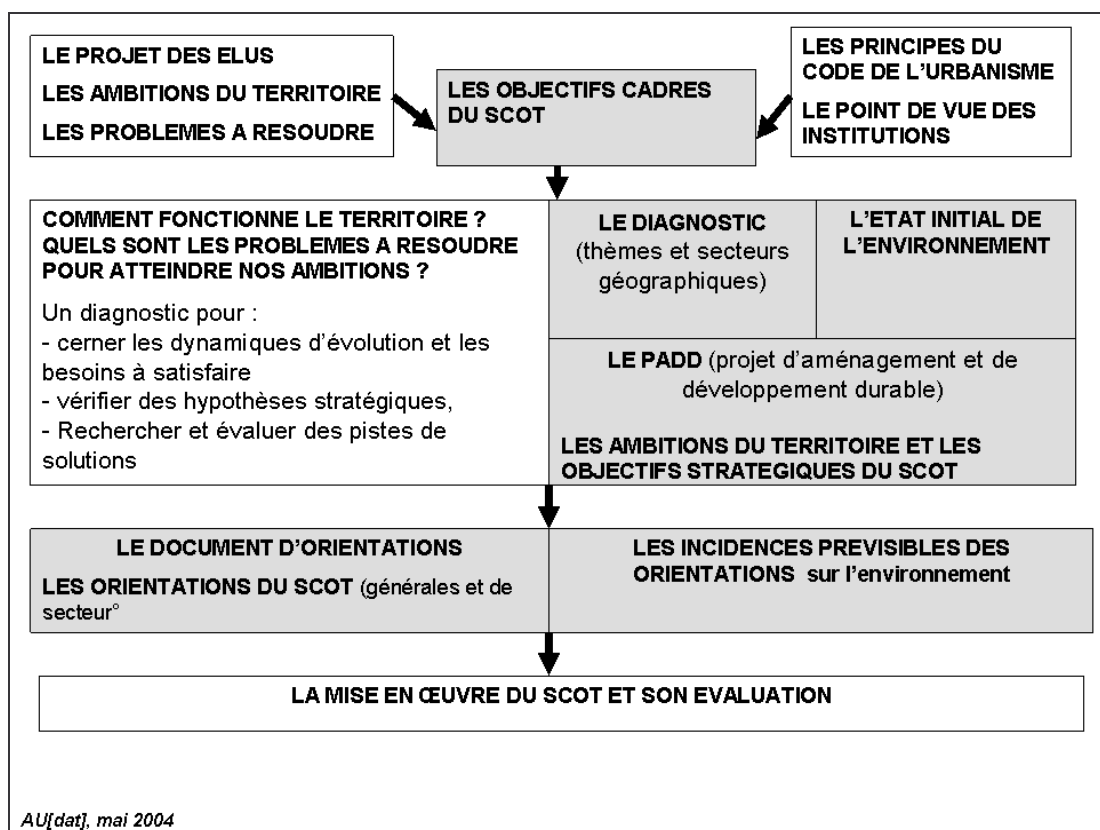 LE PROJET DES ELUS
LES AMBITIONS DU TERRITOIRE
LES PROBLEMES A RESOUDRE
LES OBJECTIFS CADRES
DU SCOT
LES PRINCIPES DU
CODE DE L'URBANISME
LE POINT DE VUE DES
INSTITUTIONS
COMMENT FONCTIONNE LE TERRITOIRE ?
QUELS SONT LES PROBLEMES A RESOUDRE
POUR ATTEINDRE NOS AMBITIONS ?
Un diagnostic pour :
- cerner les dynamiques d'évolution et les
besoins à satisfaire
- vérifier des hypothèses stratégiques,
- Rechercher et évaluer des pistes de
solutions
LE DIAGNOSTIC
(thèmes et secteurs
géographiques)
L'ETAT INITIAL DE
L'ENVIRONNEMENT
LE PADD (projet d'aménagement et de
développement durable)
LES AMBITIONS DU TERRITOIRE ET LES
OBJECTIFS STRATEGIQUES DU SCOT
LE DOCUMENT D'ORIENTATIONS
LES ORIENTATIONS DU SCOT (générales et de
secteur°
LES INCIDENCES PREVISIBLES DES
ORIENTATIONS sur l'environnement
LA MISE EN ŒUVRE DU SCOT ET SON EVALUATION
AU[dat], mai 2004